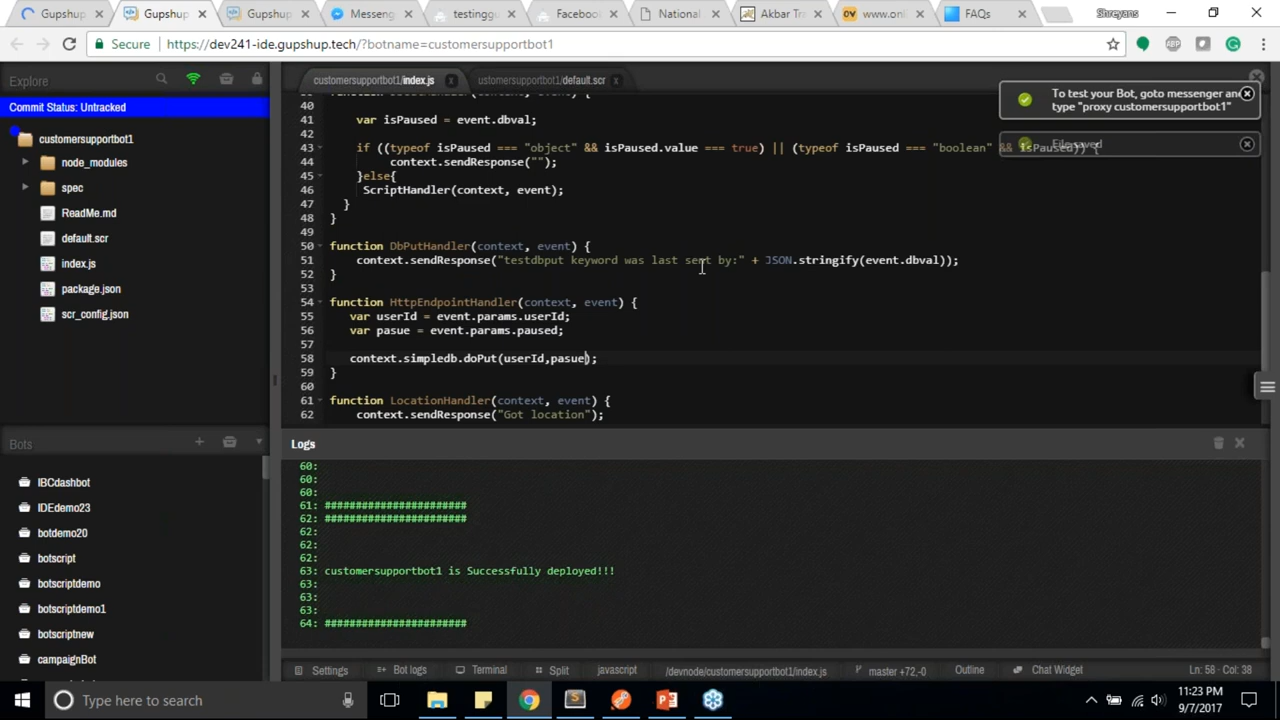 Gupshup
Gupshup
Gupshup
Messeng
testinggu
Facebook
National
Akbar Tra
www.onl
FAQs
Shreyans
Secure
https://dev241-ide.gupshup.tech/?botname=customersupportbot1
Explore
customersupportbot1/index.js
ustomersupportbot1/default.scr
Commit Status: Untracked
customersupportbot1
node_modules
spec
ReadMe.md
default.scr
index.js
package.json
scr_config.json
To test your Bot, goto messenger and
type "proxy customersupportbot1"
File saved
40
41 var isPaused = event.dbval;
42
43 if ((typeof isPaused === "object" && isPaused.value === true) || (typeof isPaused === "boolean" && isPaused)) {
44 context.sendResponse("");
45 }else{
46 ScriptHandler(context, event);
47 }
48 }
49
50 function DbPutHandler(context, event) {
51 context.sendResponse("testdbput keyword was last sent by:" + JSON.stringify(event.dbval));
52 }
53
54 function HttpEndpointHandler(context, event) {
55 var userId = event.params.userId;
56 var pasue = event.params.paused;
57
58 context.simpledb.doPut(userId,pasue);
59 }
60
61 function LocationHandler(context, event) {
62 context.sendResponse("Got location");
Bots
IBCdashbot
IDEdemo23
botdemo20
botscript
botscriptdemo
botscriptdemo1
botscriptnew
campaignBot
Logs
60:
60:
60:
61: #######################
62: #######################
62:
62:
62:
63: customersupportbot1 is Successfully deployed!!!
63:
63:
63:
64: #######################
Settings
Bot logs
Terminal
Split
javascript
/devnode/customersupportbot1/index.js
master +72,-0
Outline
Chat Widget
Ln: 58 - Col: 38
Type here to search
11:23 PM
9/7/2017